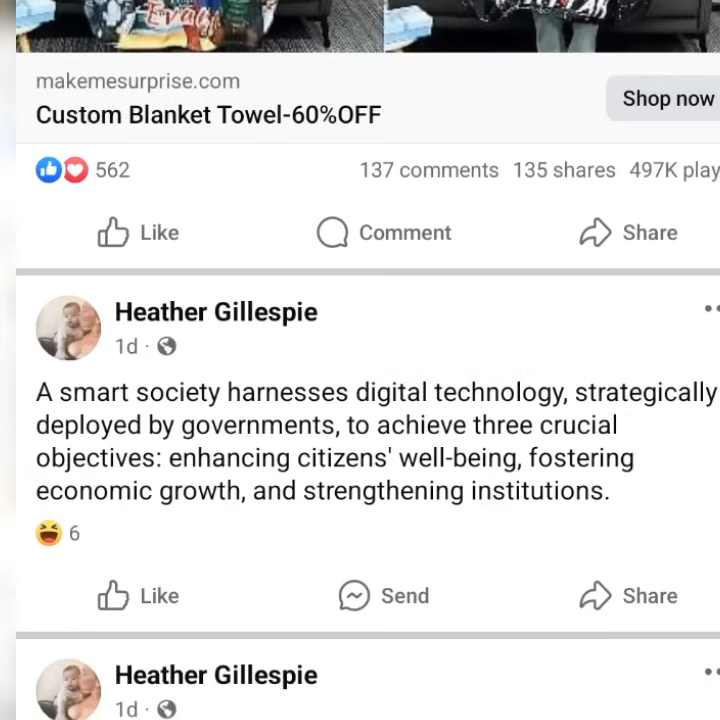 Evan
makemesurprise.com
Custom Blanket Towel-60%OFF
Shop now
562
137 comments 135 shares 497K play
Like
Comment
Share
Heather Gillespie
1d ·
A smart society harnesses digital technology, strategically
deployed by governments, to achieve three crucial
objectives: enhancing citizens' well-being, fostering
economic growth, and strengthening institutions.
6
Like
Send
Share
Heather Gillespie
1d ·